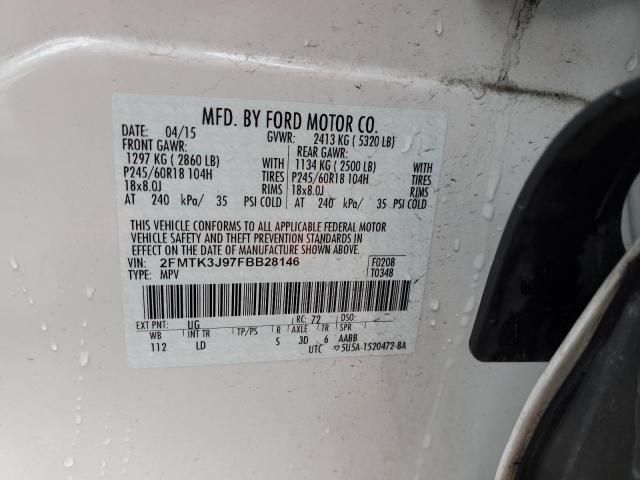 MFD. BY FORD MOTOR CO.
DATE: 04/15 GVWR: 2413 KG ( 5320 LB)
FRONT GAWR: REAR GAWR:
1297 KG ( 2860 LB) WITH 1134 KG ( 2500 LB) WITH
P245/60R18 104H TIRES P245/60R18 104H TIRES
18x8.0J RIMS 18x8.0J RIMS
AT 240 kPa/ 35 PSI COLD AT 240 kPa/ 35 PSI COLD
THIS VEHICLE CONFORMS TO ALL APPLICABLE FEDERAL MOTOR
VEHICLE SAFETY AND THEFT PREVENTION STANDARDS IN
EFFECT ON THE DATE OF MANUFACTURE SHOWN ABOVE.
VIN: 2FMTK3J97FBB28146 F0208
TYPE: MPV T0348
EXT PNT: UG RC: 72 DSO:
WB INT TR TP/PS R AXLE TR SPR
112 LD S 3D 6 AABB
UTC 5U5A-1520472-BA